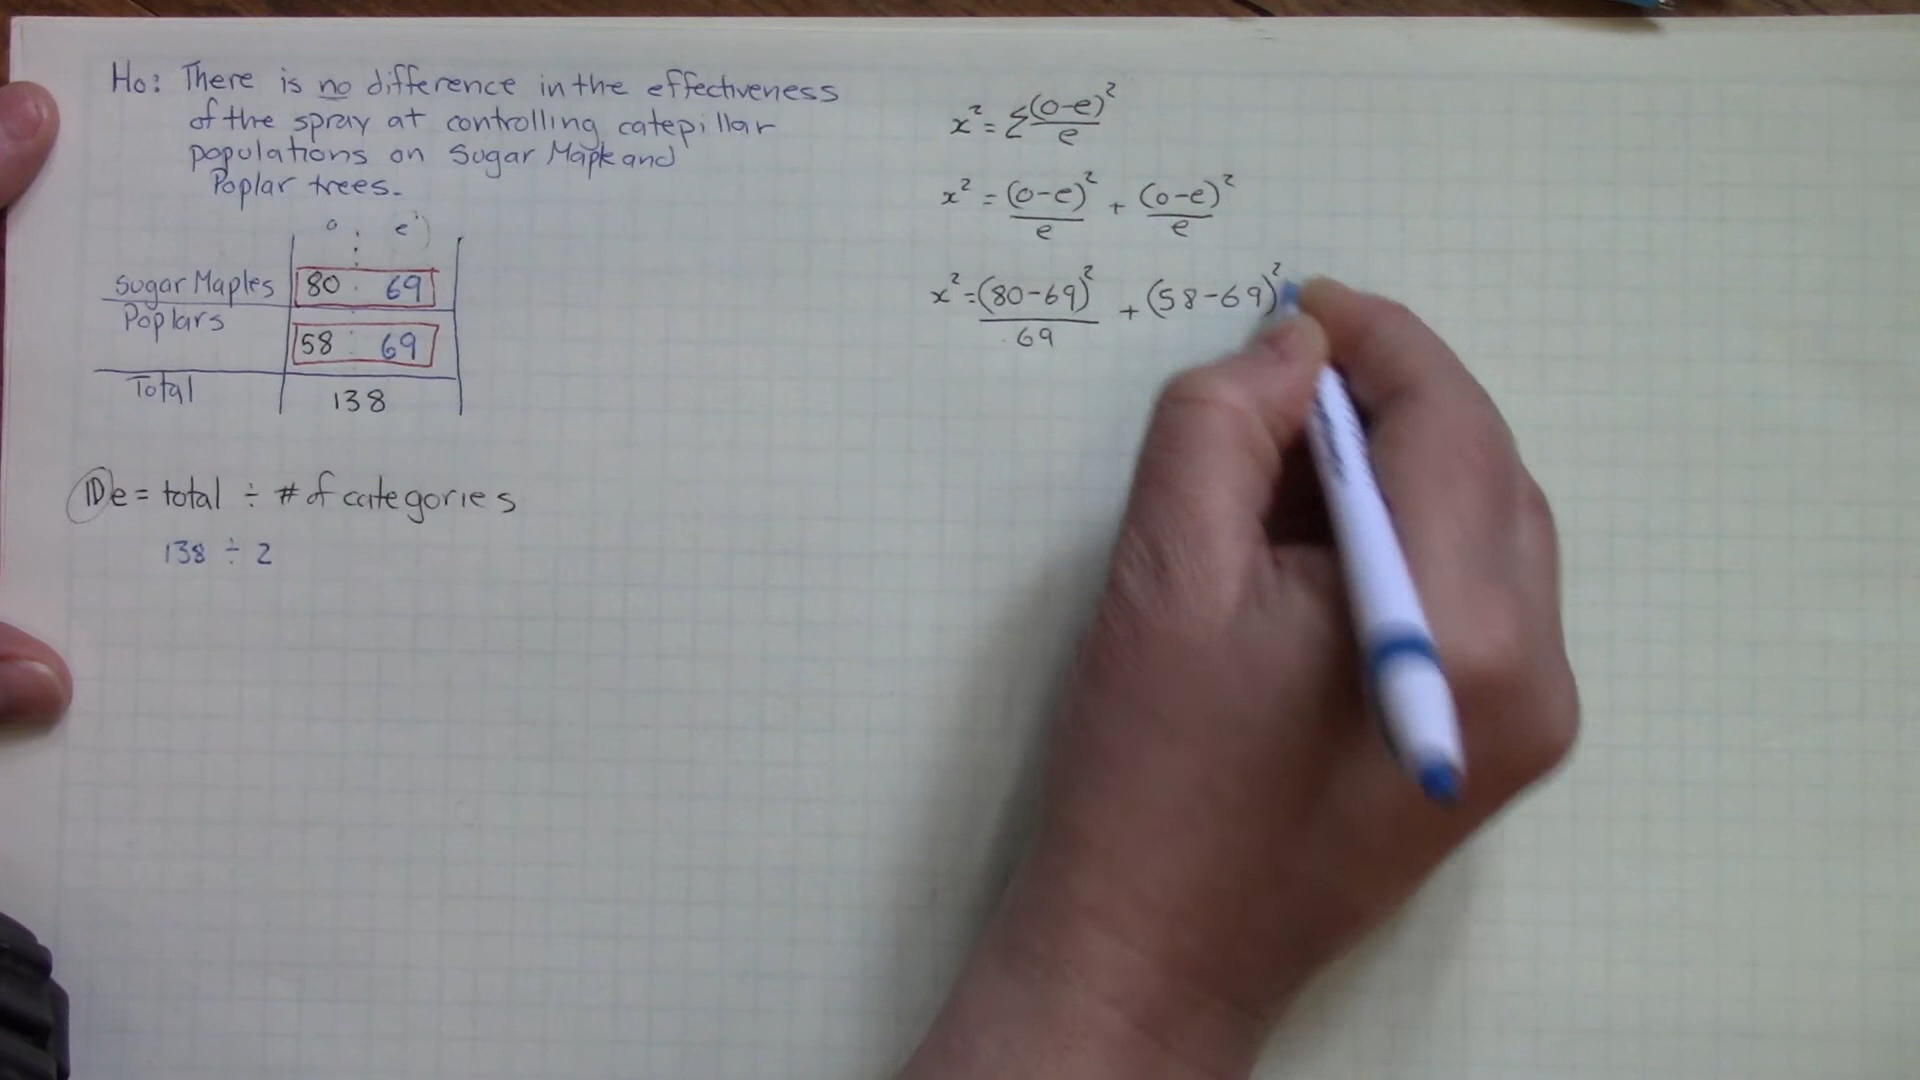 Ho: There is no difference in the effectiveness
of the spray at controlling catepillar
populations on Sugar Maple and
Poplar trees.
o e
Sugar Maples 80 69
Poplars 58 69
Total 138
① e = total ÷ # of categories
138 ÷ 2
x² = Σ(o-e)²/e
x² = (o-e)²/e + (o-e)²/e
x² = (80-69)²/69 + (58-69)²